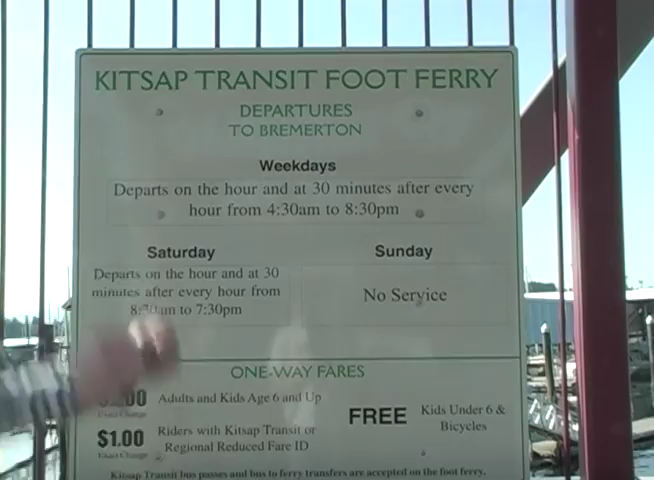 KITSAP TRANSIT FOOT FERRY
DEPARTURES
TO BREMERTON
Weekdays
Departs on the hour and at 30 minutes after every
hour from 4:30am to 8:30pm
Saturday
Departs on the hour and at 30
minutes after every hour from
to 7:30pm
Sunday
No Service
ONE-WAY FARES
Adults and Kids Age 6 and Up
Exact Change
$1.00
Riders with Kitsap Transit or
Regional Reduced Fare ID
Exact Change
FREE
Kids Under 6 &
Bicycles
Kitsap Transit bus passes and bus to ferry transfers are accepted on the foot ferry.